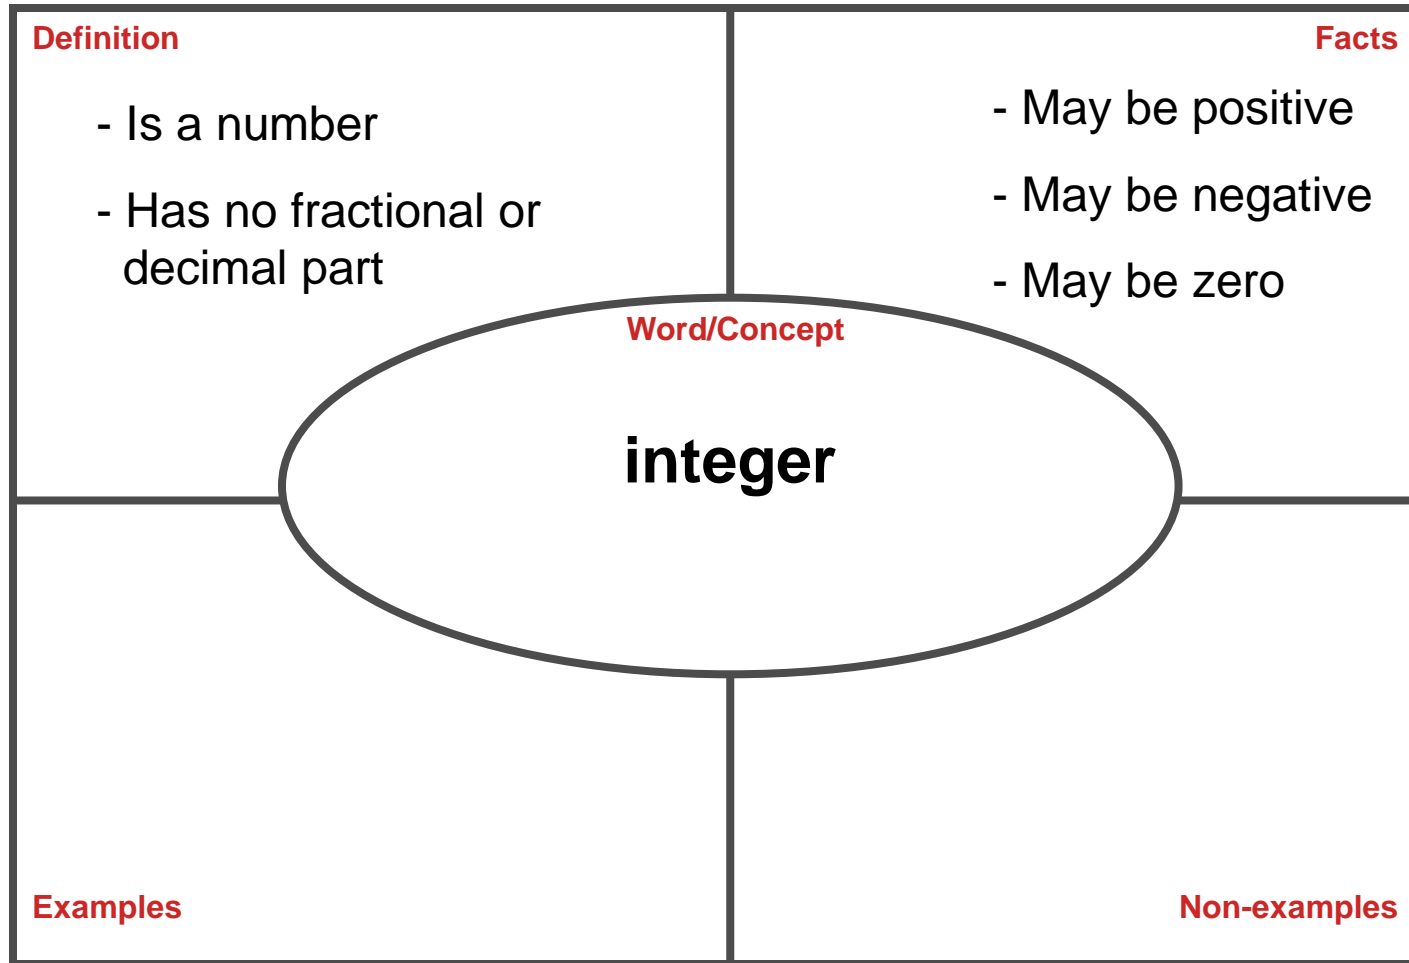 Definition
- Is a number
- Has no fractional or
decimal part
Facts
- May be positive
- May be negative
- May be zero
Word/Concept
integer
Examples
Non-examples